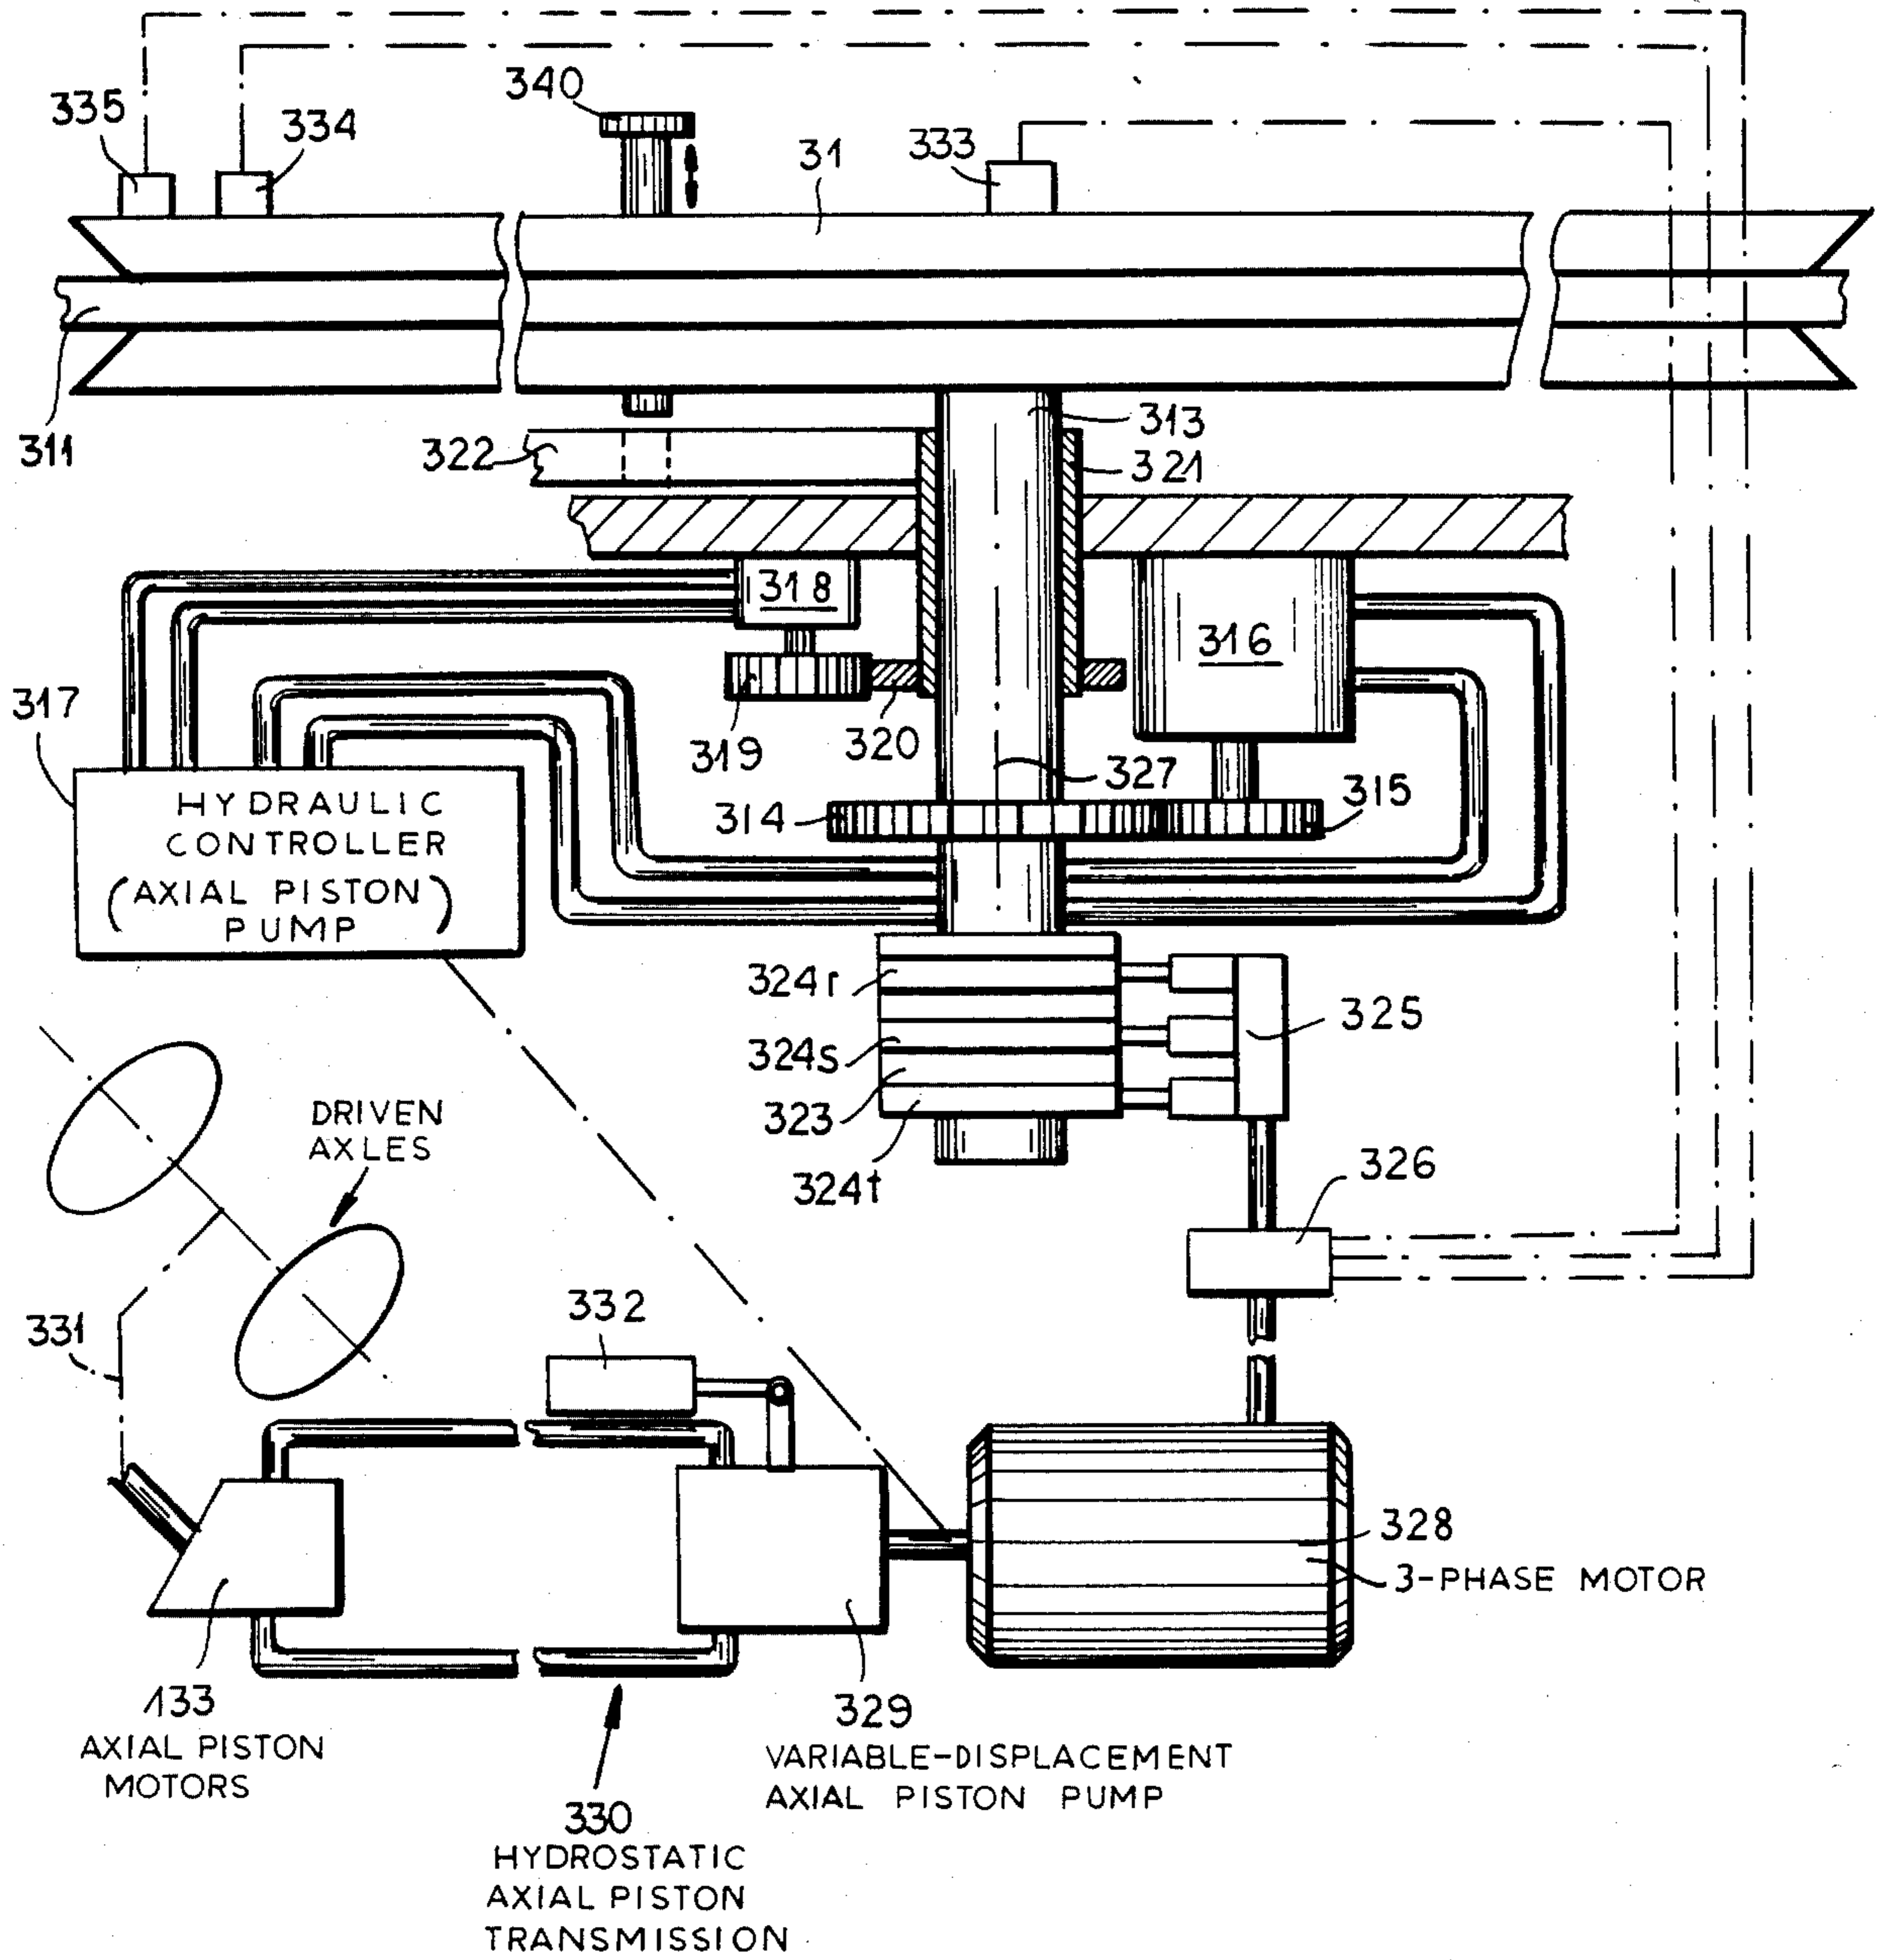 340
335
334
31
333
311
322
313
321
318
316
317
319
320
327
314
315
HYDRAULIC
CONTROLLER
(AXIAL PISTON)
PUMP
324r
324s
323
324t
325
326
DRIVEN
AXLES
331
332
328
3-PHASE MOTOR
133
AXIAL PISTON
MOTORS
329
VARIABLE-DISPLACEMENT
AXIAL PISTON PUMP
330
HYDROSTATIC
AXIAL PISTON
TRANSMISSION